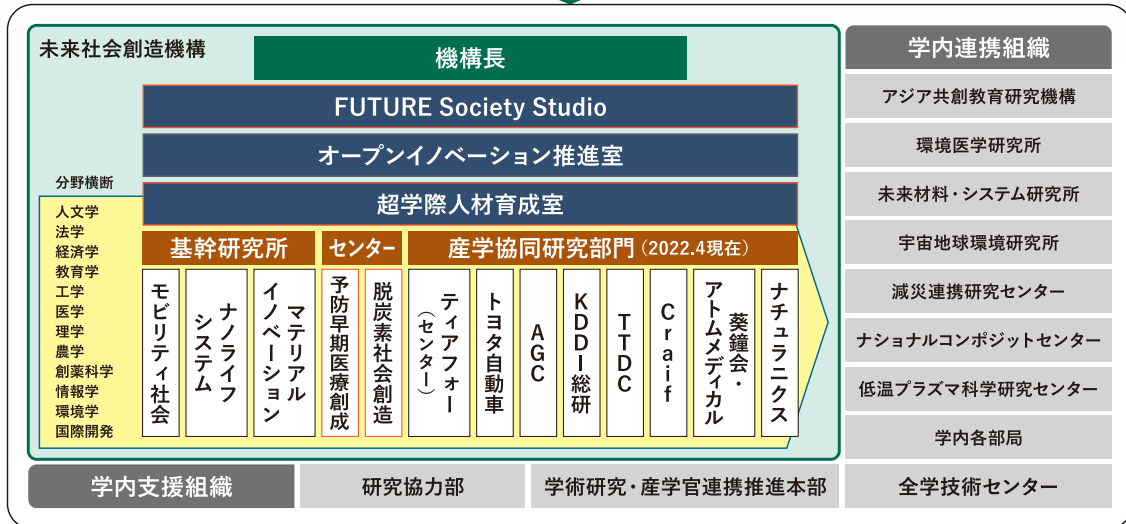 未来社会創造機構
機構長
FUTURE Society Studio
オープンイノベーション推進室
超学際人材育成室
分野横断
人文学
法学
経済学
教育学
工学
医学
理学
農学
創薬科学
情報学
環境学
国際開発
基幹研究所
モビリティ社会
ナノライフ
システム
マテリアル
イノベーション
センター
予防早期医療創成
脱炭素社会創造
産学協同研究部門（2022.4現在）
ティアフォー
（センター）
トヨタ自動車
AGC
KDDI総研
TTDC
Craif
葵鐘会・
アトムメディカル
ナチュラニクス
学内連携組織
アジア共創教育研究機構
環境医学研究所
未来材料・システム研究所
宇宙地球環境研究所
減災連携研究センター
ナショナルコンポジットセンター
低温プラズマ科学研究センター
学内各部局
学内支援組織
研究協力部
学術研究・産学官連携推進本部
全学技術センター